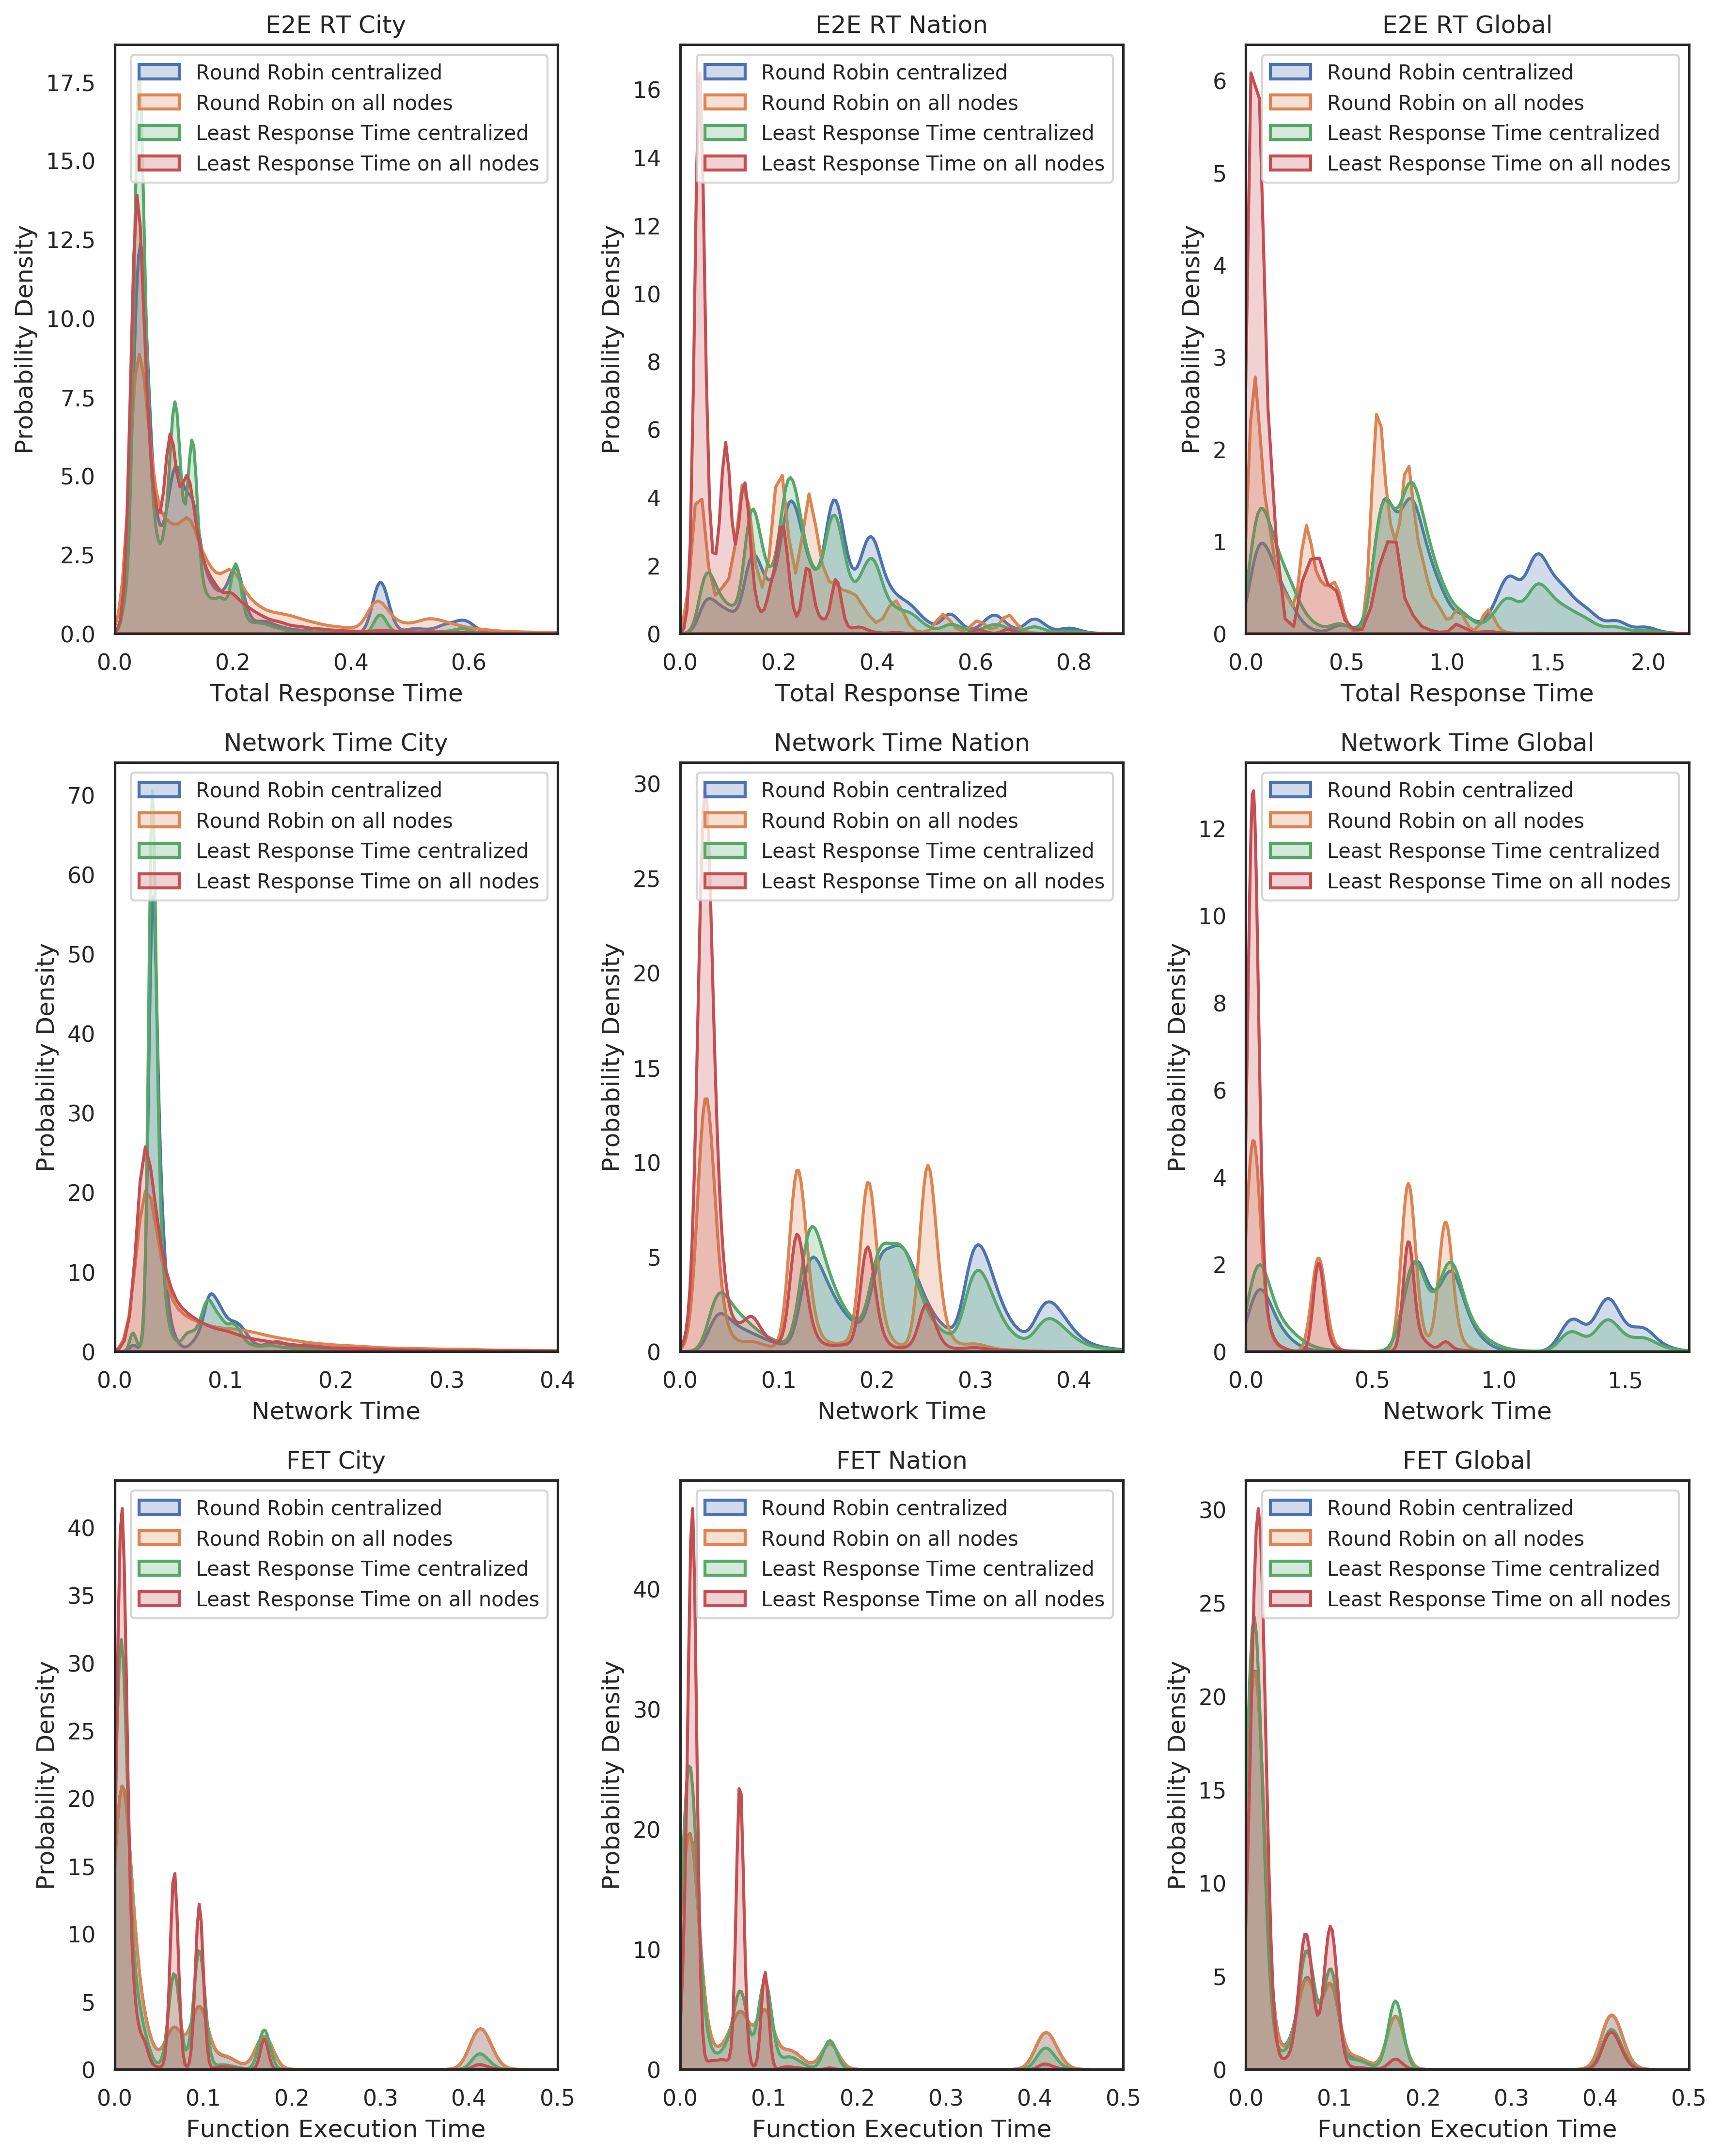 E2E RT City
Probability Density
17.5
15.0
12.5
10.0
7.5
5.0
2.5
0.0
Round Robin centralized
Round Robin on all nodes
Least Response Time centralized
Least Response Time on all nodes
0.0 0.2 0.4 0.6
Total Response Time
E2E RT Nation
Probability Density
16
14
12
10
8
6
4
2
0
Round Robin centralized
Round Robin on all nodes
Least Response Time centralized
Least Response Time on all nodes
0.0 0.2 0.4 0.6 0.8
Total Response Time
E2E RT Global
Probability Density
6
5
4
3
2
1
0
Round Robin centralized
Round Robin on all nodes
Least Response Time centralized
Least Response Time on all nodes
0.0 0.5 1.0 1.5 2.0
Total Response Time
Network Time City
Probability Density
70
60
50
40
30
20
10
0
Round Robin centralized
Round Robin on all nodes
Least Response Time centralized
Least Response Time on all nodes
0.0 0.1 0.2 0.3 0.4
Network Time
Network Time Nation
Probability Density
30
25
20
15
10
5
0
Round Robin centralized
Round Robin on all nodes
Least Response Time centralized
Least Response Time on all nodes
0.0 0.1 0.2 0.3 0.4
Network Time
Network Time Global
Probability Density
12
10
8
6
4
2
0
Round Robin centralized
Round Robin on all nodes
Least Response Time centralized
Least Response Time on all nodes
0.0 0.5 1.0 1.5
Network Time
FET City
Probability Density
40
35
30
25
20
15
10
5
0
Round Robin centralized
Round Robin on all nodes
Least Response Time centralized
Least Response Time on all nodes
0.0 0.1 0.2 0.3 0.4 0.5
Function Execution Time
FET Nation
Probability Density
40
30
20
10
0
Round Robin centralized
Round Robin on all nodes
Least Response Time centralized
Least Response Time on all nodes
0.0 0.1 0.2 0.3 0.4 0.5
Function Execution Time
FET Global
Probability Density
30
25
20
15
10
5
0
Round Robin centralized
Round Robin on all nodes
Least Response Time centralized
Least Response Time on all nodes
0.0 0.1 0.2 0.3 0.4 0.5
Function Execution Time